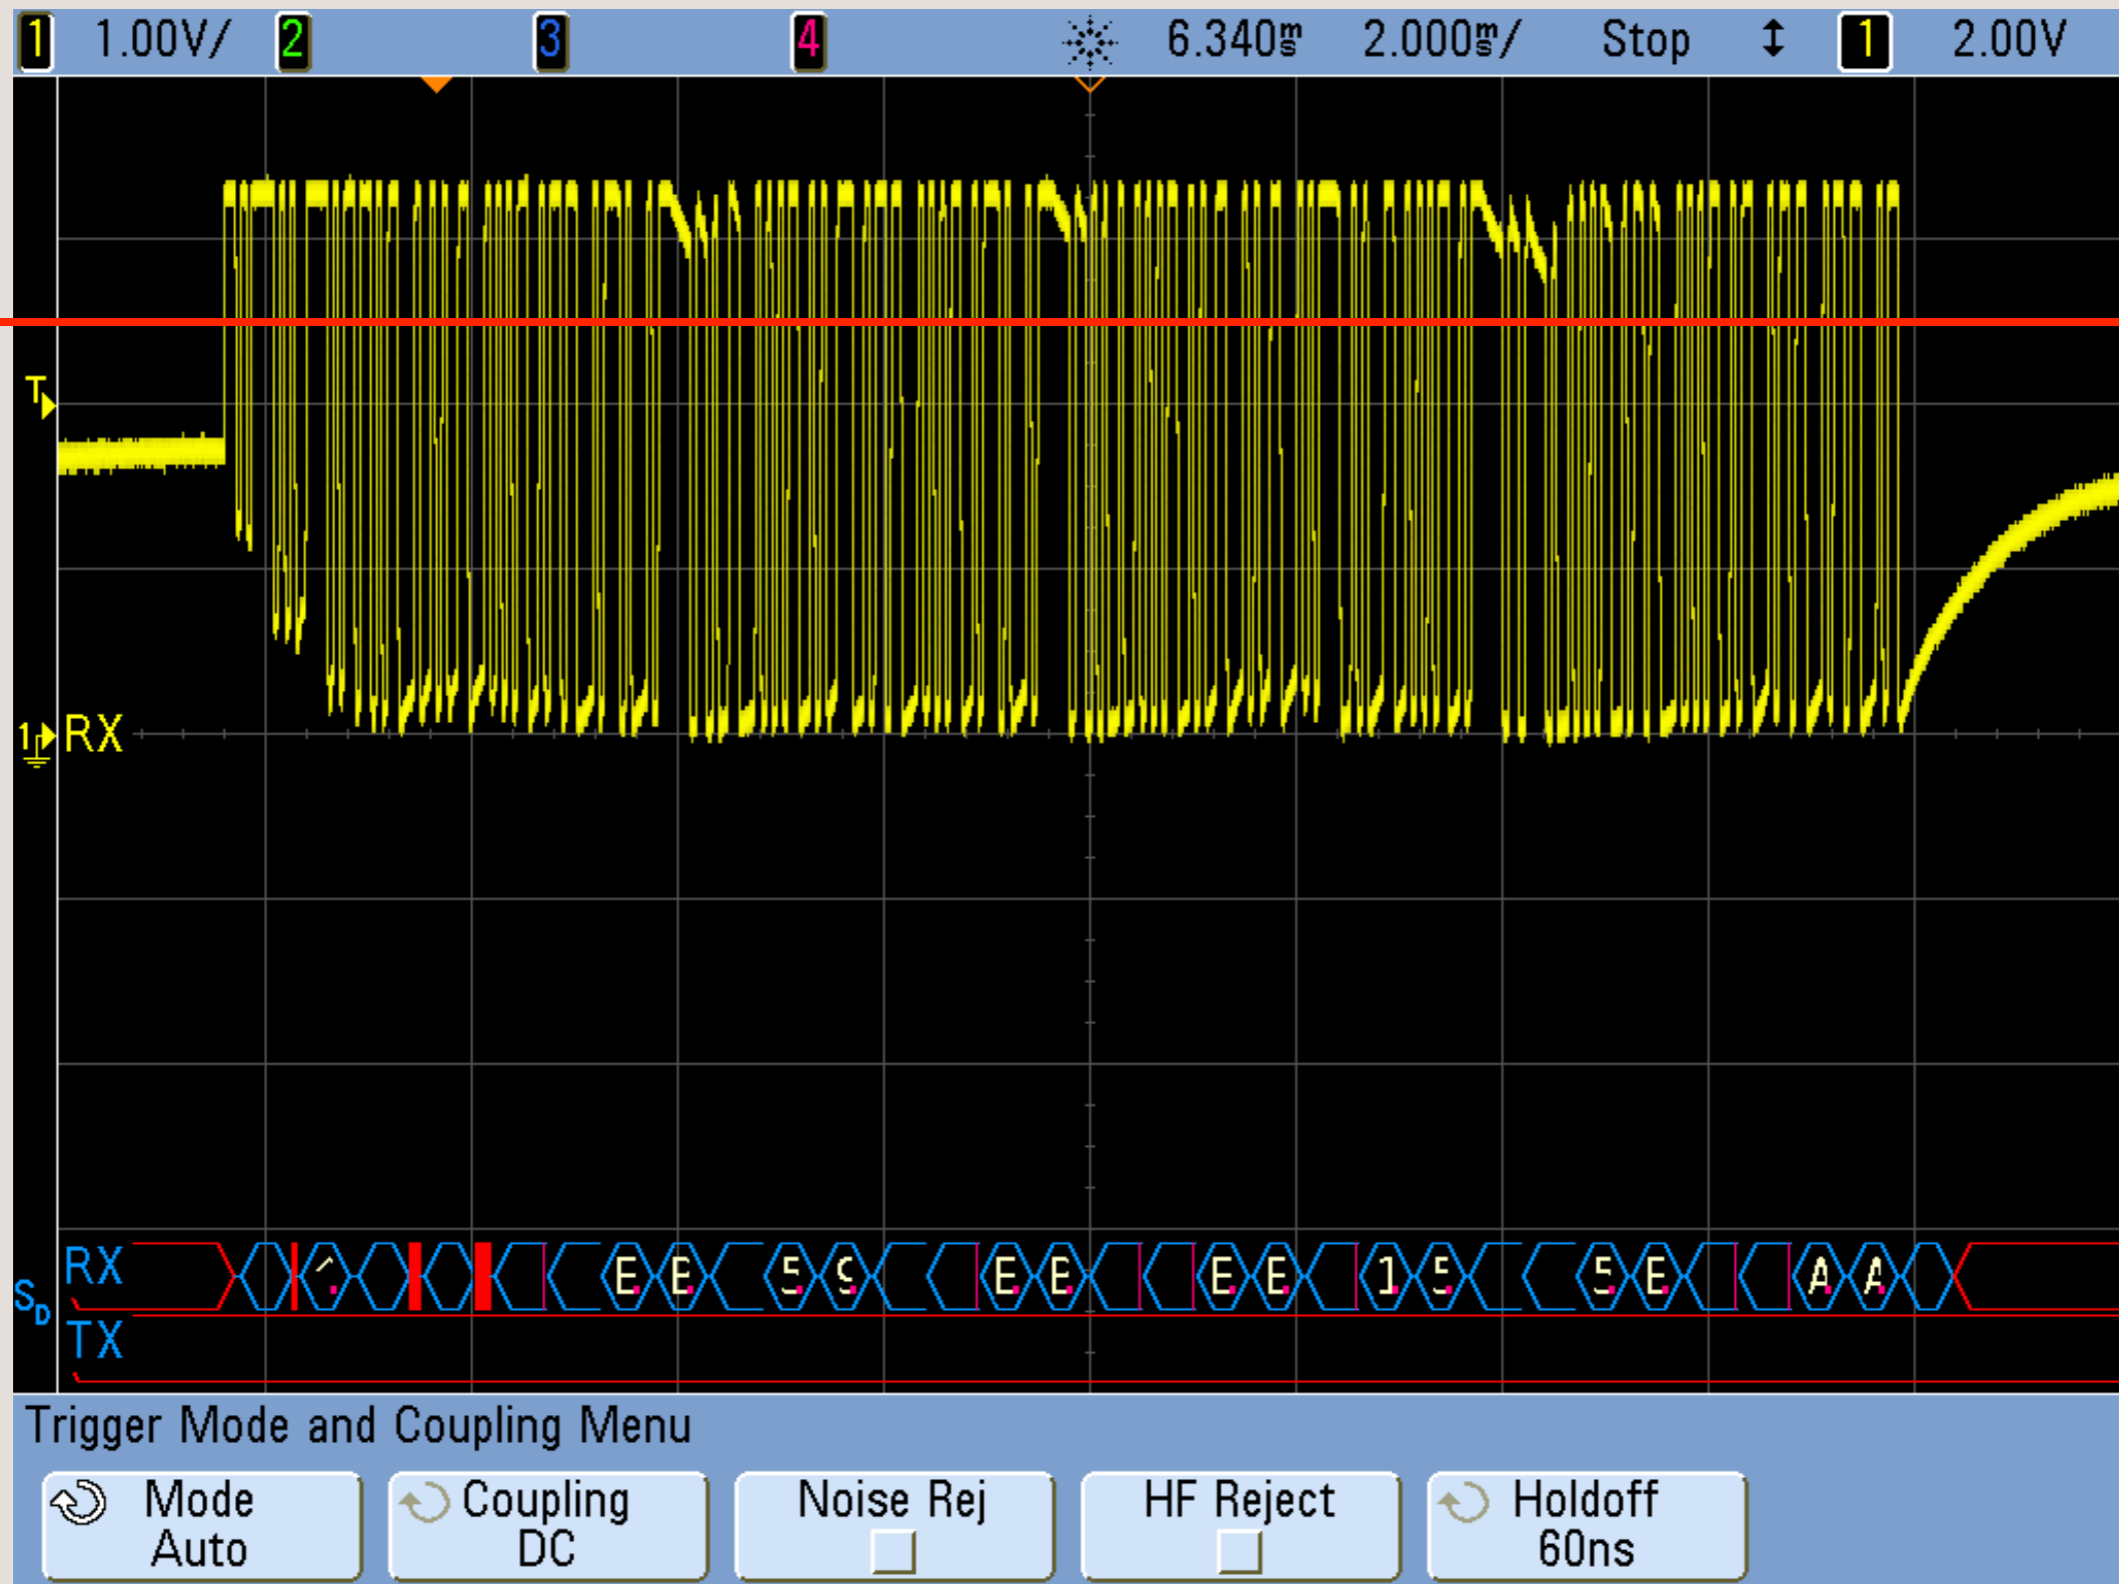 1 1.00V/ 2 3 4 6.340ms 2.000ms/ Stop 1 2.00V
T
1 RX
RX E E 5 9 E E E E 1 5 5 E A A
SD
TX
Trigger Mode and Coupling Menu
Mode Coupling Noise Rej HF Reject Holdoff
Auto DC 60ns